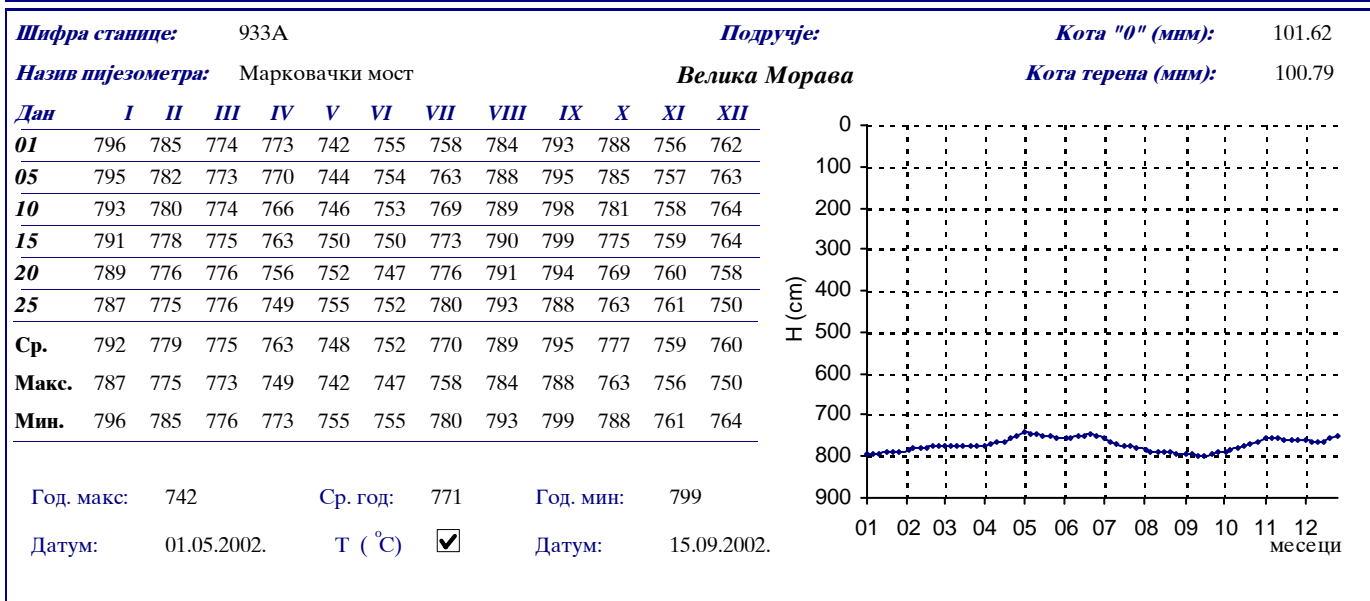 Шифра станице: 933А Подручје: Кота "0" (мнм): 101.62
Назив пијезометра: Марковачки мост Велика Морава Кота терена (мнм): 100.79
Дан I II III IV V VI VII VIII IX X XI XII
01 796 785 774 773 742 755 758 784 793 788 756 762
05 795 782 773 770 744 754 763 788 795 785 757 763
10 793 780 774 766 746 753 769 789 798 781 758 764
15 791 778 775 763 750 750 773 790 799 775 759 764
20 789 776 776 756 752 747 776 791 794 769 760 758
25 787 775 776 749 755 752 780 793 788 763 761 750
Ср. 792 779 775 763 748 752 770 789 795 777 759 760
Макс. 787 775 773 749 742 747 758 784 788 763 756 750
Мин. 796 785 776 773 755 755 780 793 799 788 761 764
Год. макс: 742 Ср. год: 771 Год. мин: 799
Датум: 01.05.2002. Т ( °C) Датум: 15.09.2002.
0
100
200
300
400
500
600
700
800
900
H (cm)
01 02 03 04 05 06 07 08 09 10 11 12
месеци